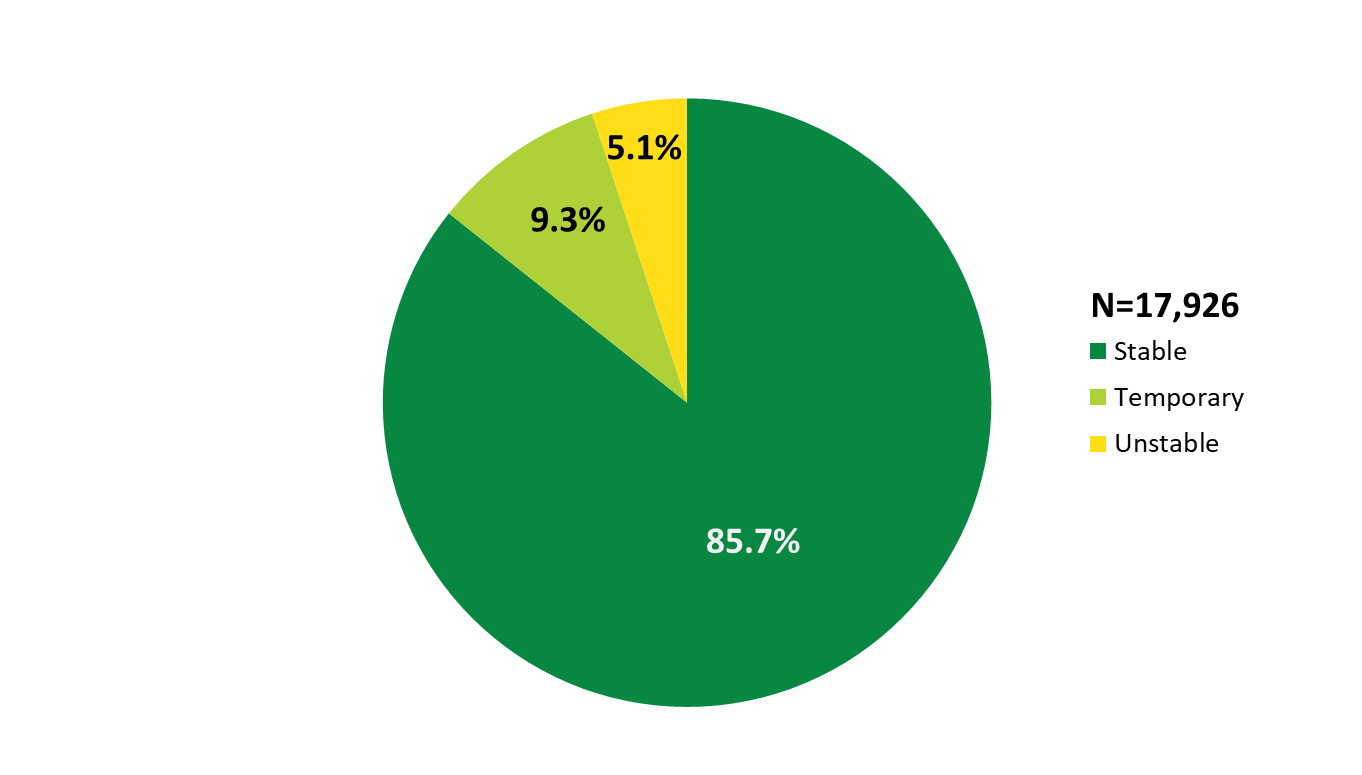 5.1%
9.3%
85.7%
N=17,926
Stable
Temporary
Unstable